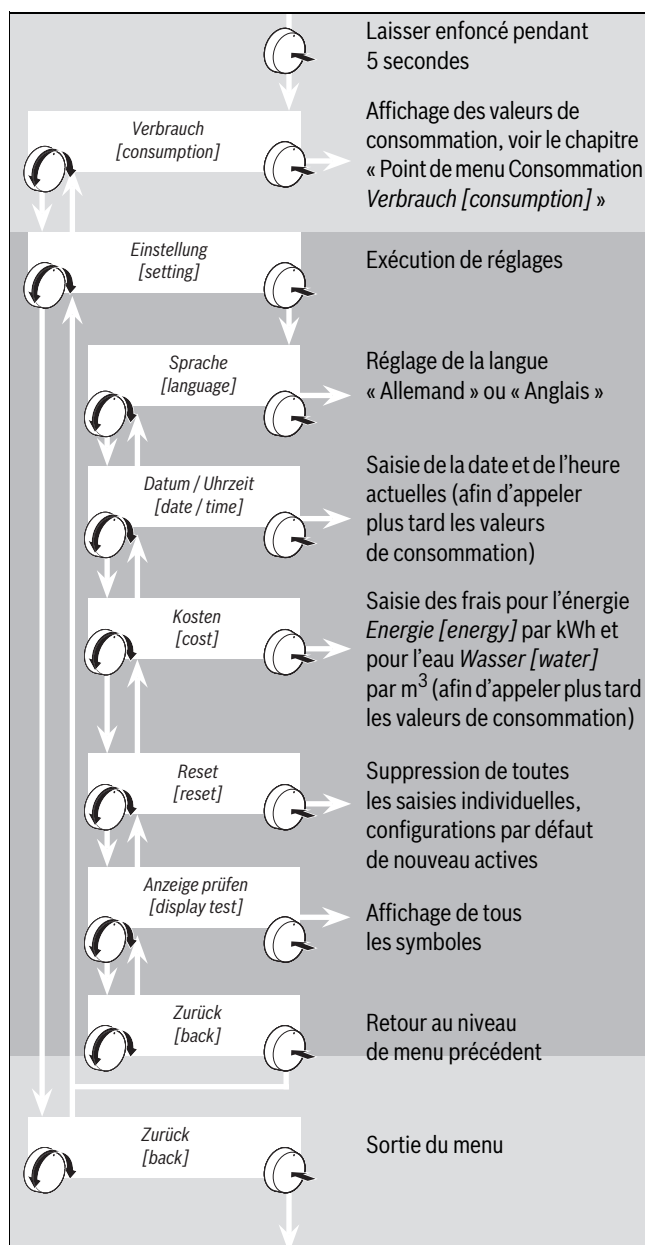 Laisser enfoncé pendant
5 secondes
Verbrauch
[consumption]
Affichage des valeurs de
consommation, voir le chapitre
« Point de menu Consommation
Verbrauch [consumption] »
Einstellung
[setting]
Exécution de réglages
Sprache
[language]
Réglage de la langue
« Allemand » ou « Anglais »
Datum / Uhrzeit
[date / time]
Saisie de la date et de l'heure
actuelles (afin d'appeler
plus tard les valeurs
de consommation)
Kosten
[cost]
Saisie des frais pour l'énergie
Energie [energy] par kWh et
pour l'eau Wasser [water]
par m³ (afin d'appeler plus tard
les valeurs de consommation)
Reset
[reset]
Suppression de toutes
les saisies individuelles,
configurations par défaut
de nouveau actives
Anzeige prüfen
[display test]
Affichage de tous
les symboles
Zurück
[back]
Retour au niveau
de menu précédent
Zurück
[back]
Sortie du menu